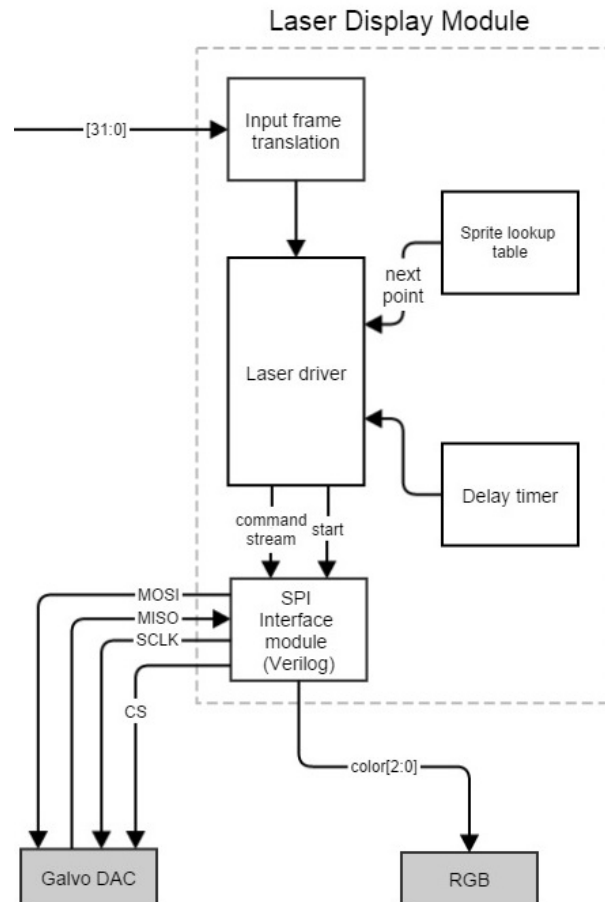 Laser Display Module
[31:0]
Input frame
translation
Sprite lookup
table
next
point
Laser driver
Delay timer
command
stream
start
SPI
Interface
module
(Verilog)
MOSI
MISO
SCLK
CS
color[2:0]
Galvo DAC
RGB